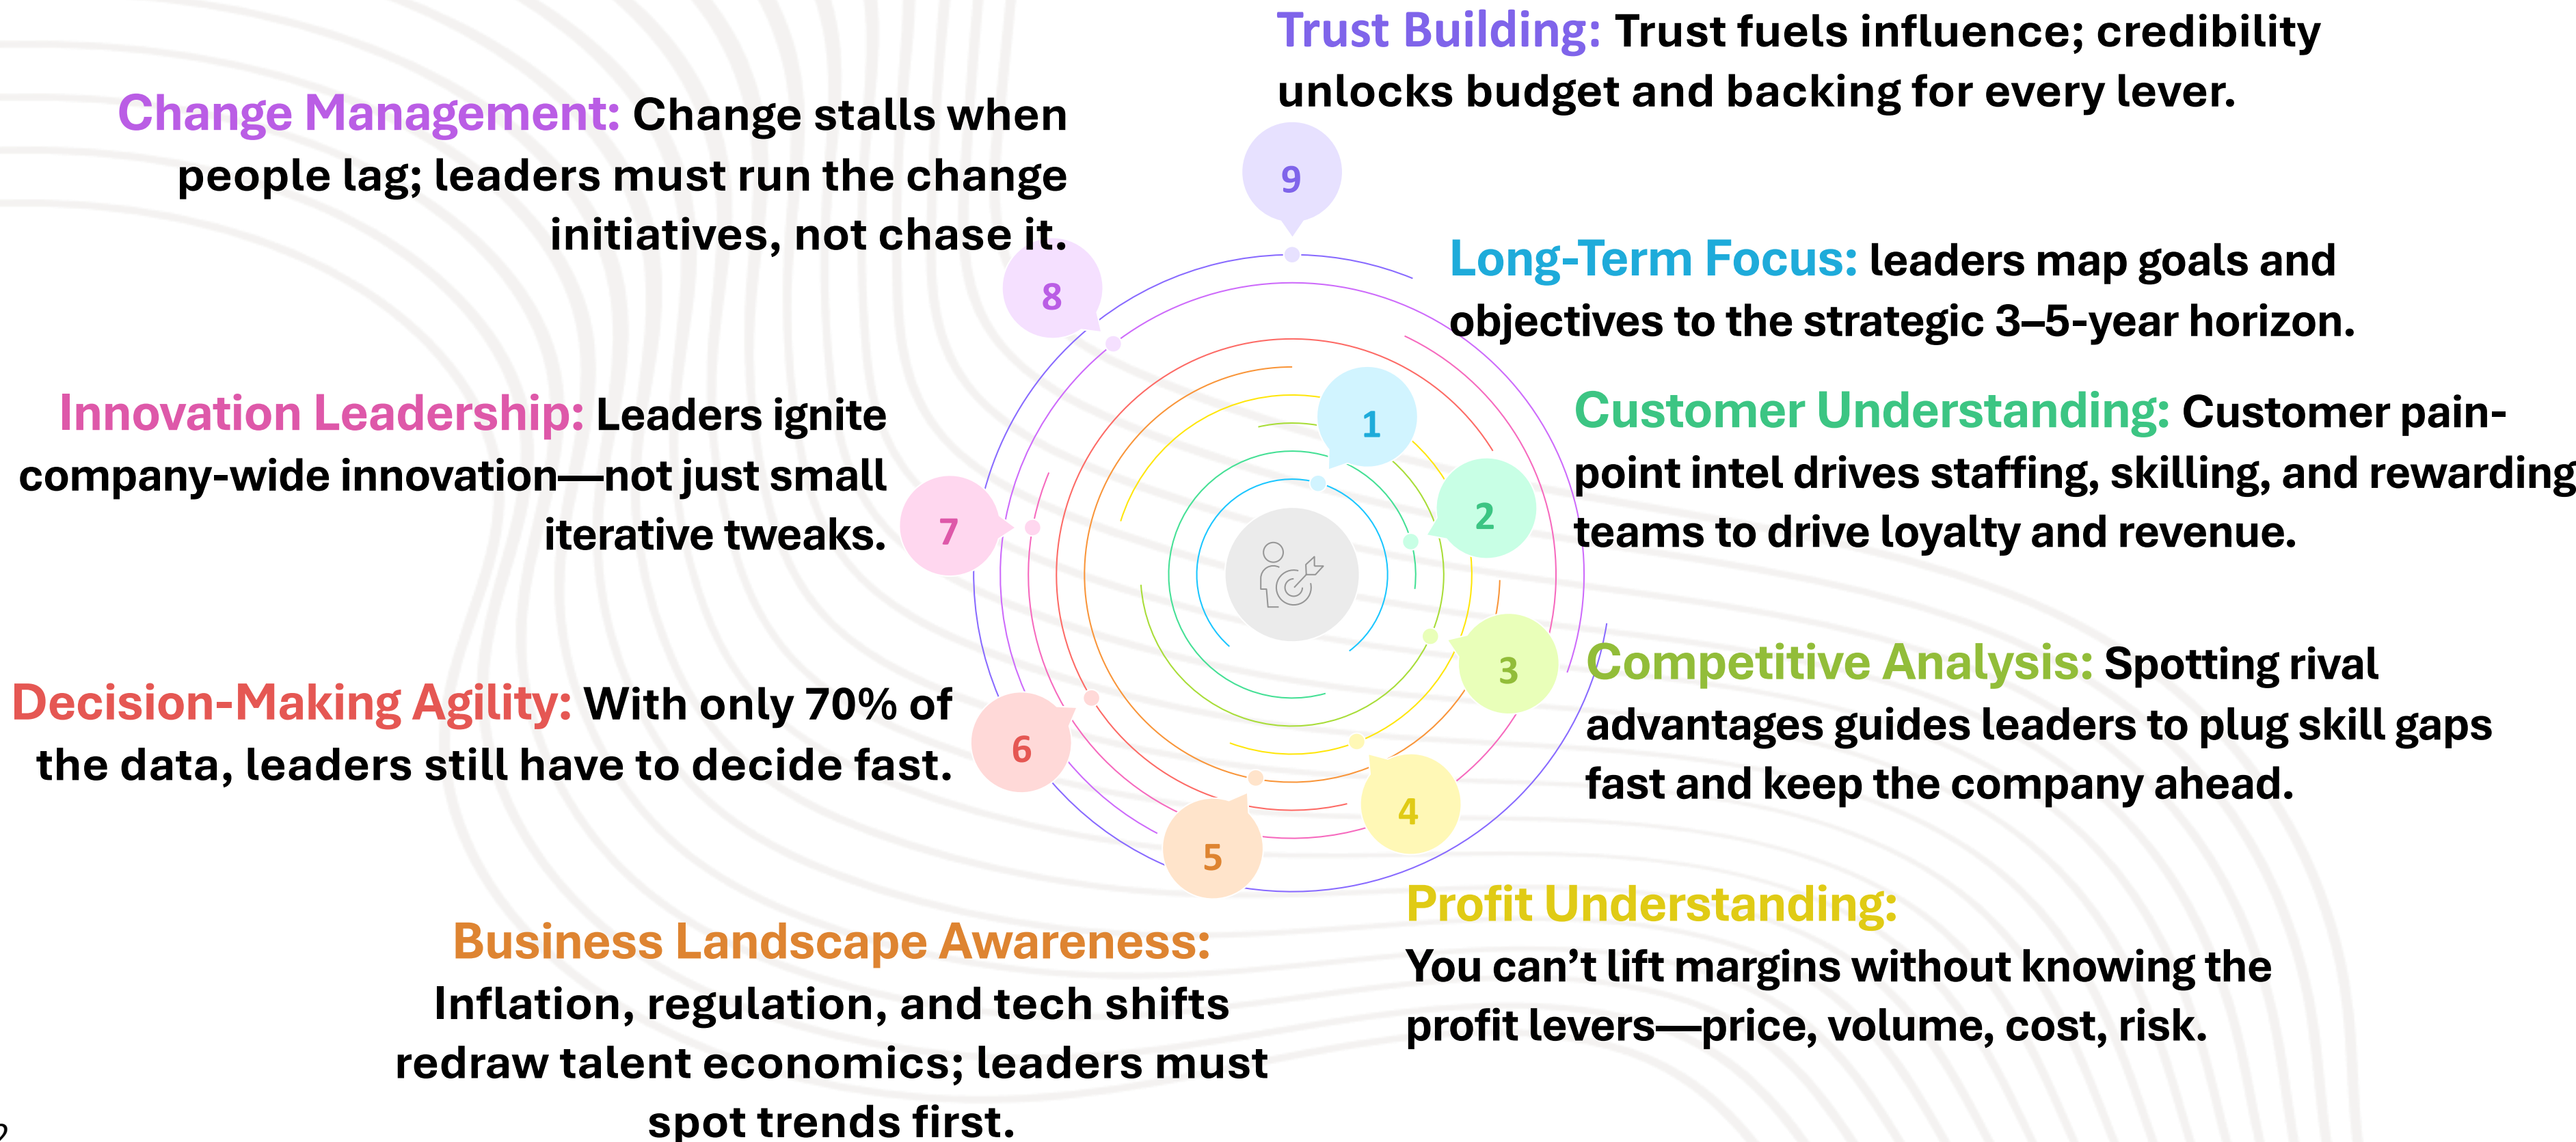 Trust Building: Trust fuels influence; credibility
unlocks budget and backing for every lever.
9
Change Management: Change stalls when
people lag; leaders must run the change
initiatives, not chase it.
8
Long-Term Focus: leaders map goals and
objectives to the strategic 3–5-year horizon.
1
Customer Understanding: Customer pain-
point intel drives staffing, skilling, and rewarding
teams to drive loyalty and revenue.
2
Innovation Leadership: Leaders ignite
company-wide innovation—not just small
iterative tweaks.
7
Competitive Analysis: Spotting rival
advantages guides leaders to plug skill gaps
fast and keep the company ahead.
3
Decision-Making Agility: With only 70% of
the data, leaders still have to decide fast.
6
4
5
Profit Understanding:
You can’t lift margins without knowing the
profit levers—price, volume, cost, risk.
Business Landscape Awareness:
Inflation, regulation, and tech shifts
redraw talent economics; leaders must
spot trends first.